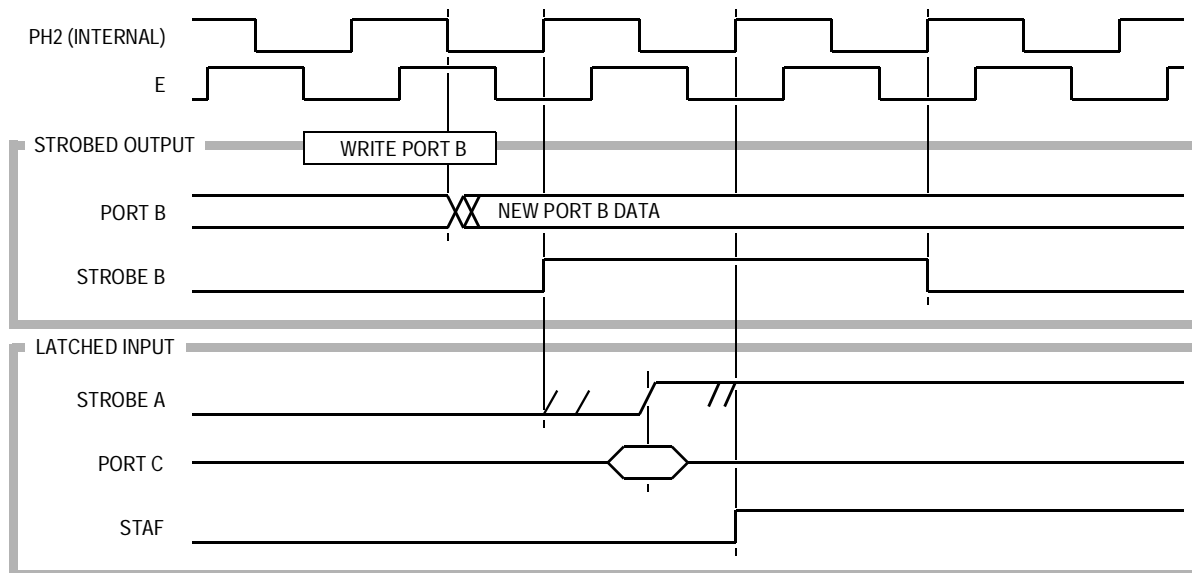 PH2 (INTERNAL)
E
STROBED OUTPUT
WRITE PORT B
PORT B
NEW PORT B DATA
STROBE B
LATCHED INPUT
STROBE A
PORT C
STAF